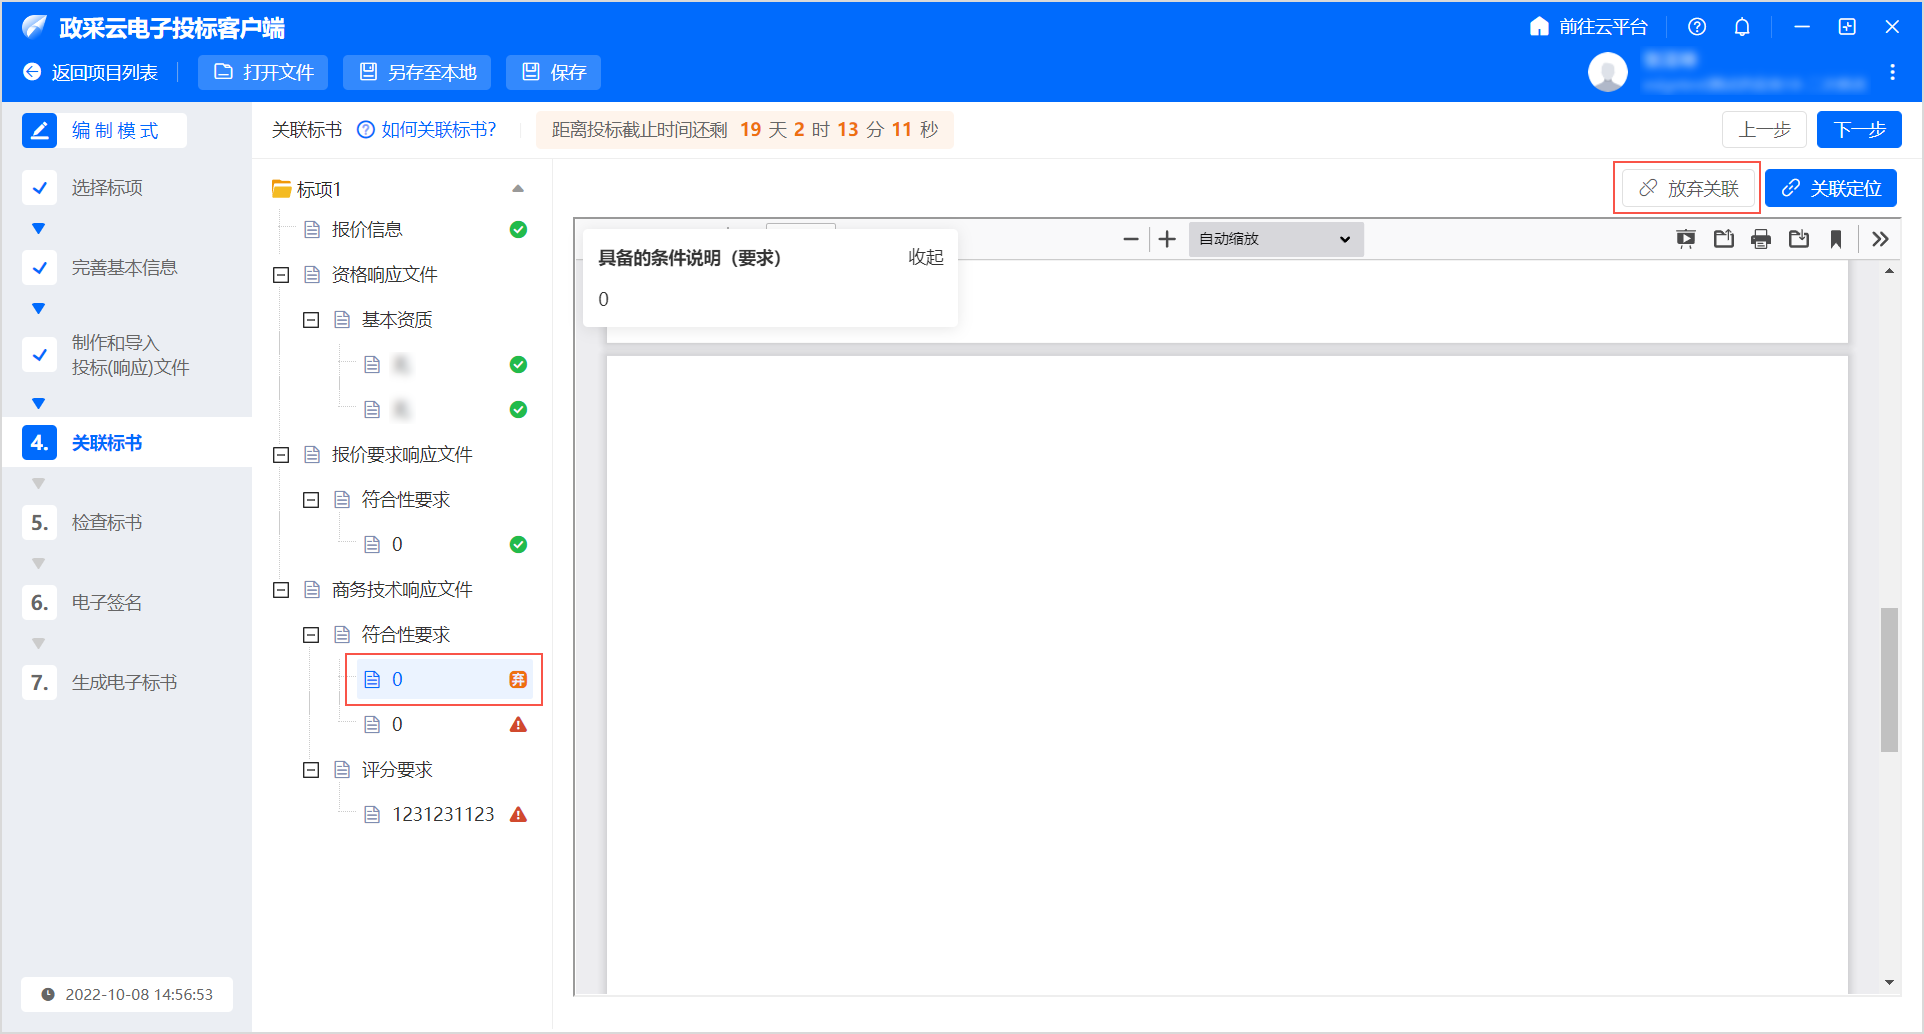 政采云电子投标客户端
前往云平台
返回项目列表
打开文件
另存至本地
保存
编制模式
选择标项
完善基本信息
制作和导入
投标(响应)文件
4. 关联标书
5. 检查标书
6. 电子签名
7. 生成电子标书
2022-10-08 14:56:53
关联标书
如何关联标书?
距离投标截止时间还剩 19 天 2 时 13 分 11 秒
上一步
下一步
标项1
报价信息
资格响应文件
基本资质
报价要求响应文件
符合性要求
0
商务技术响应文件
符合性要求
0 弃
0
评分要求
1231231123
放弃关联
关联定位
自动缩放
具备的条件说明（要求）
收起
0